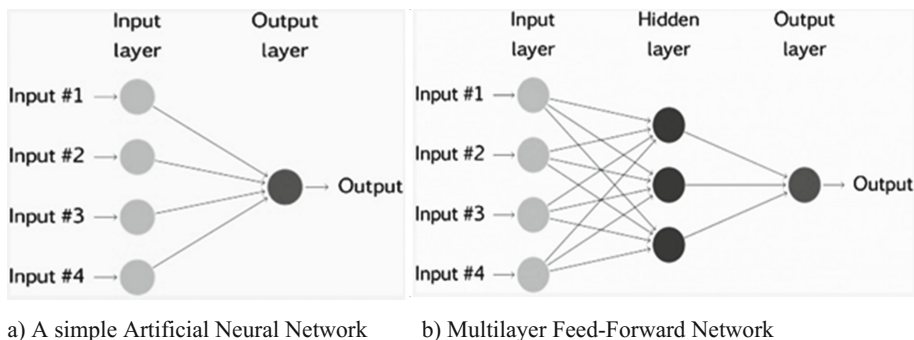 Input
layer
Output
layer
Input #1
Input #2
Input #3
Input #4
Output
Input
layer
Hidden
layer
Output
layer
Input #1
Input #2
Input #3
Input #4
Output
a) A simple Artificial Neural Network
b) Multilayer Feed-Forward Network